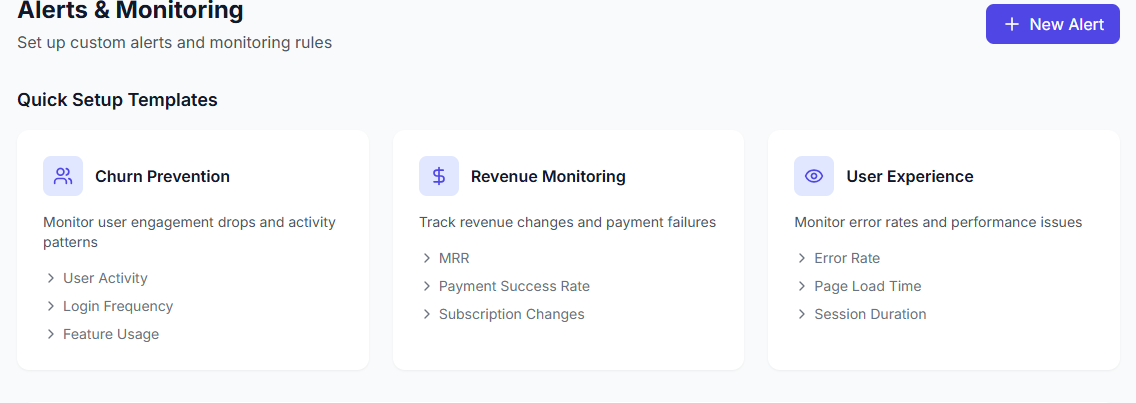 Alerts & Monitoring
Set up custom alerts and monitoring rules
New Alert
Quick Setup Templates
Churn Prevention
Monitor user engagement drops and activity
patterns
User Activity
Login Frequency
Feature Usage
Revenue Monitoring
Track revenue changes and payment failures
MRR
Payment Success Rate
Subscription Changes
User Experience
Monitor error rates and performance issues
Error Rate
Page Load Time
Session Duration